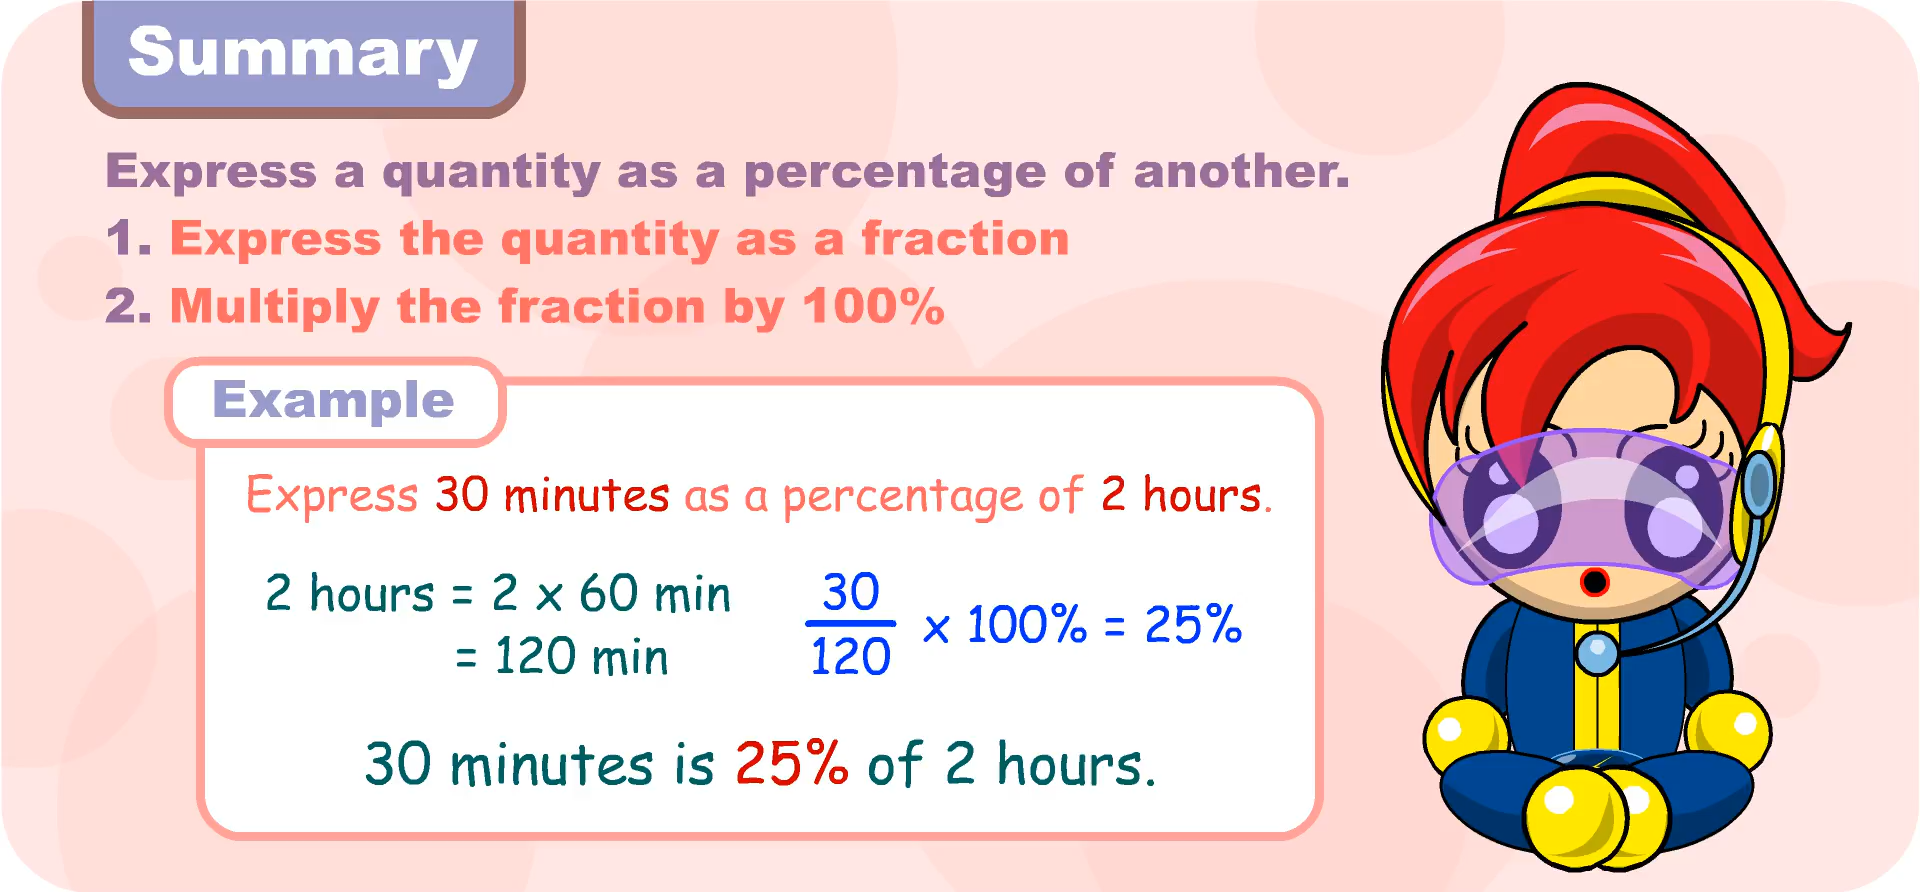 Summary
Express a quantity as a percentage of another.
1. Express the quantity as a fraction
2. Multiply the fraction by 100%
Example
Express 30 minutes as a percentage of 2 hours.
2 hours = 2 x 60 min
= 120 min
30
120
x 100% = 25%
30 minutes is 25% of 2 hours.